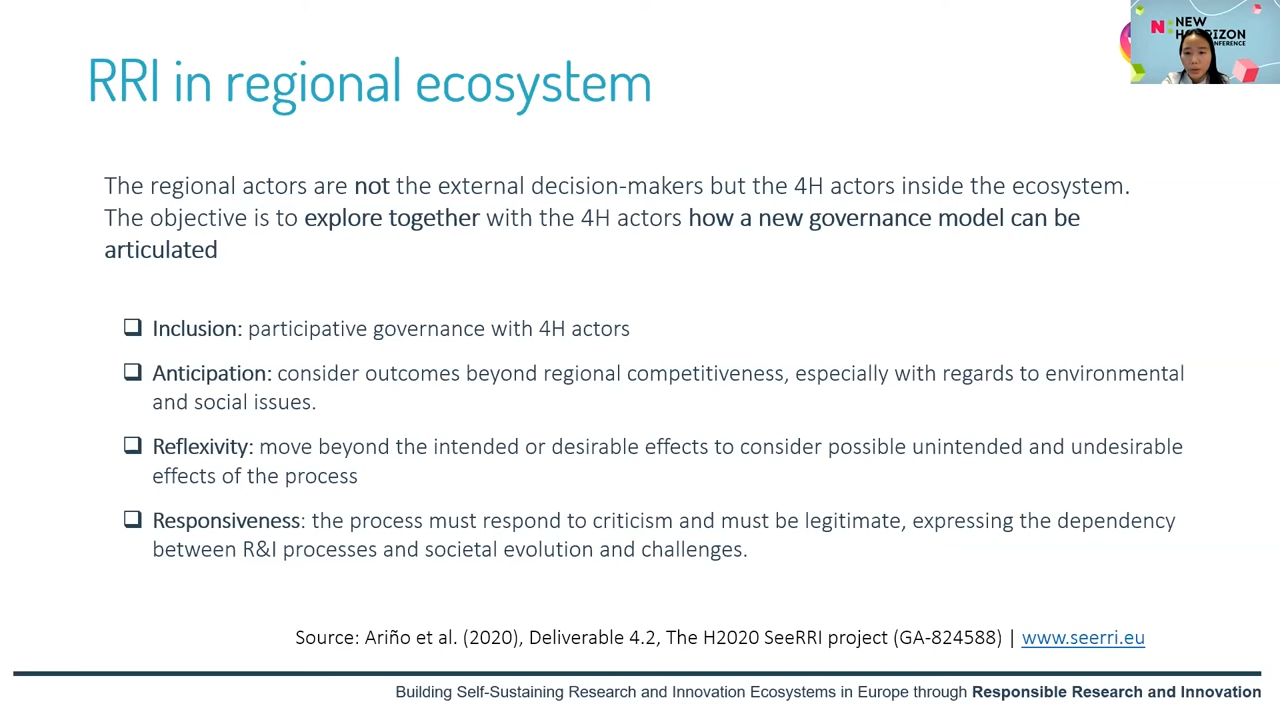 N: NEW
H RIZON
NFERENCE
RRI in regional ecosystem
The regional actors are not the external decision-makers but the 4H actors inside the ecosystem.
The objective is to explore together with the 4H actors how a new governance model can be
articulated
❑ Inclusion: participative governance with 4H actors
❑ Anticipation: consider outcomes beyond regional competitiveness, especially with regards to environmental
and social issues.
❑ Reflexivity: move beyond the intended or desirable effects to consider possible unintended and undesirable
effects of the process
❑ Responsiveness: the process must respond to criticism and must be legitimate, expressing the dependency
between R&I processes and societal evolution and challenges.
Source: Ariño et al. (2020), Deliverable 4.2, The H2020 SeeRRI project (GA-824588) | www.seerri.eu
Building Self-Sustaining Research and Innovation Ecosystems in Europe through Responsible Research and Innovation